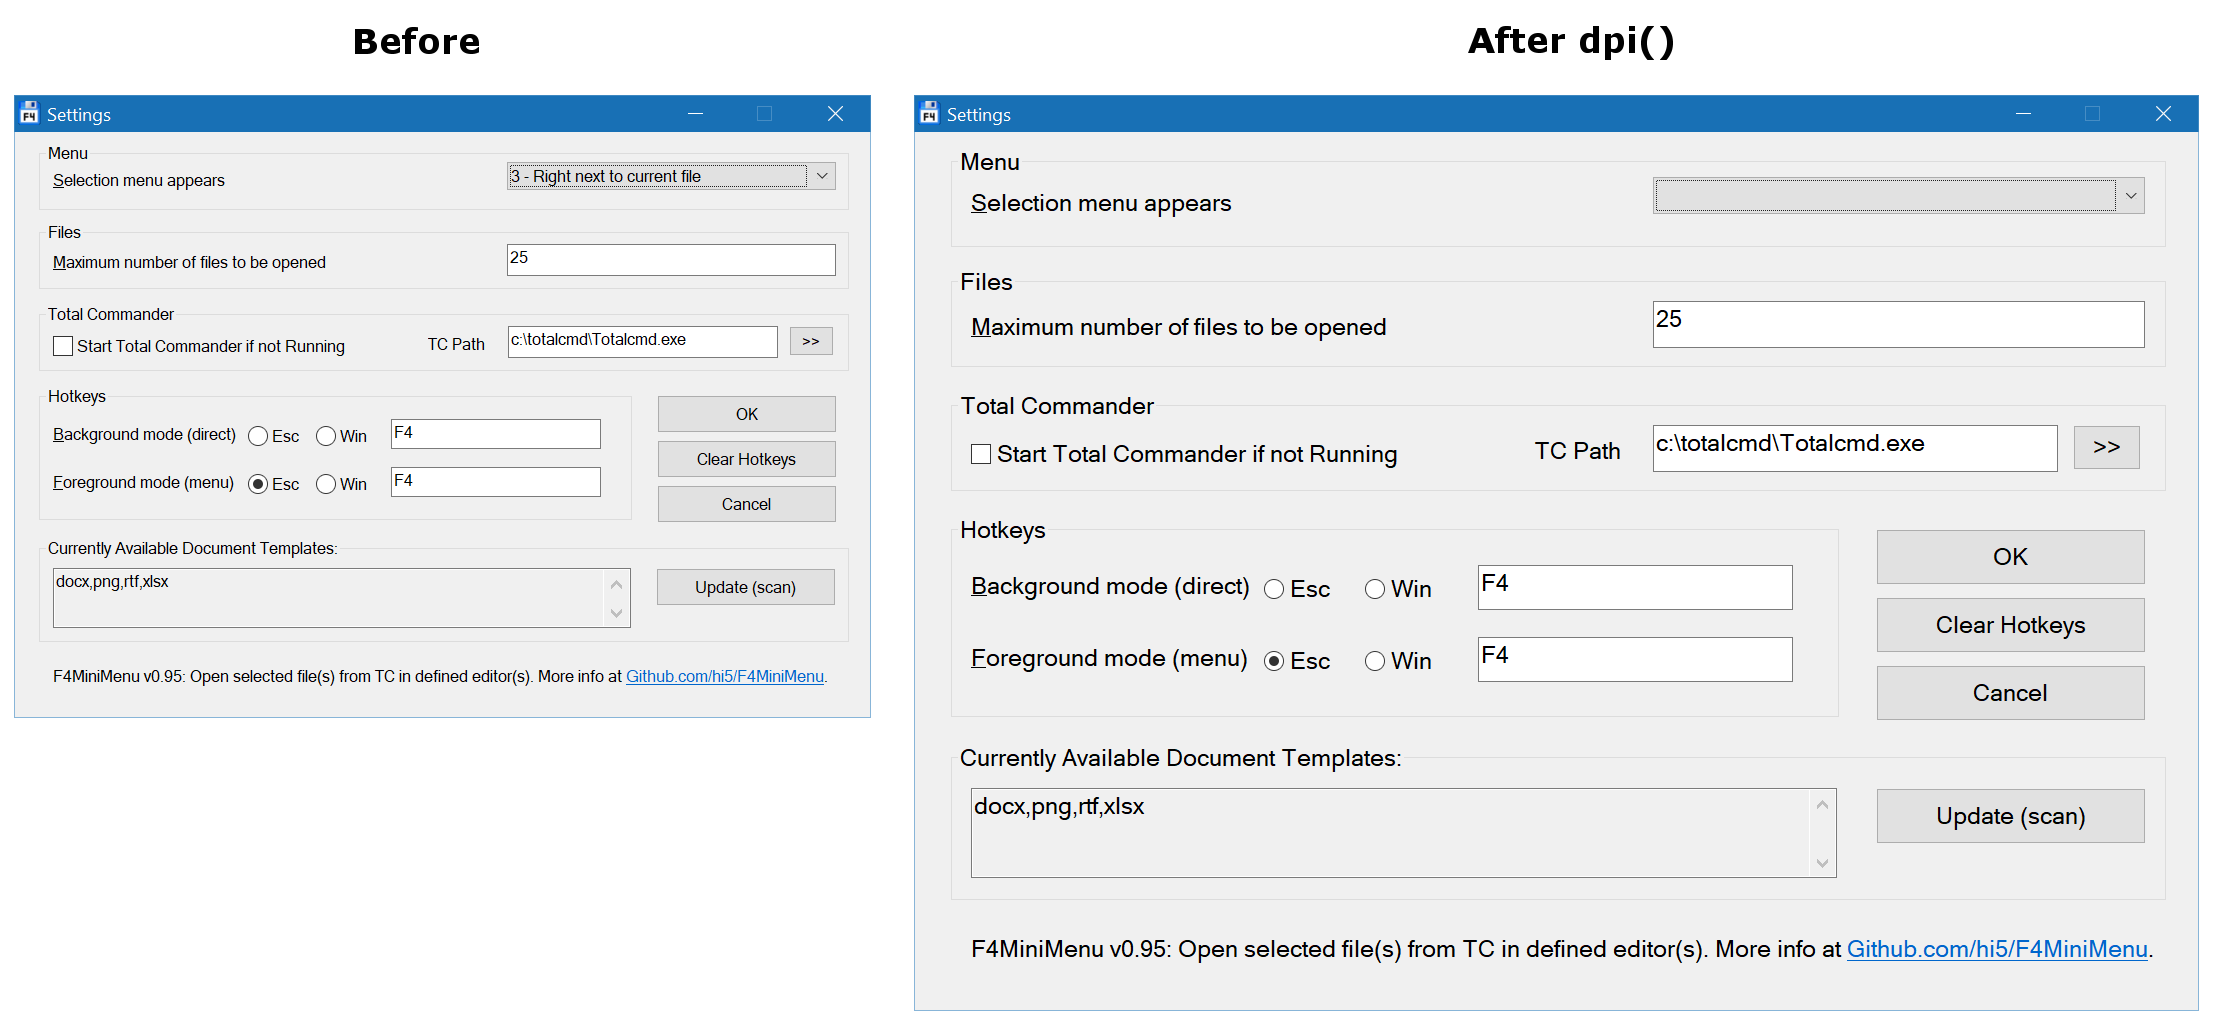 Before
F4 Settings
Menu
Selection menu appears
3 - Right next to current file
Files
Maximum number of files to be opened
25
Total Commander
Start Total Commander if not Running
TC Path
c:\totalcmd\Totalcmd.exe
>>
Hotkeys
Background mode (direct)
Esc
Win
F4
Foreground mode (menu)
Esc
Win
F4
OK
Clear Hotkeys
Cancel
Currently Available Document Templates:
docx,png,rtf,xlsx
Update (scan)
F4MiniMenu v0.95: Open selected file(s) from TC in defined editor(s). More info at Github.com/hi5/F4MiniMenu.
After dpi()
F4 Settings
Menu
Selection menu appears
Files
Maximum number of files to be opened
25
Total Commander
Start Total Commander if not Running
TC Path
c:\totalcmd\Totalcmd.exe
>>
Hotkeys
Background mode (direct)
Esc
Win
F4
Foreground mode (menu)
Esc
Win
F4
OK
Clear Hotkeys
Cancel
Currently Available Document Templates:
docx,png,rtf,xlsx
Update (scan)
F4MiniMenu v0.95: Open selected file(s) from TC in defined editor(s). More info at Github.com/hi5/F4MiniMenu.